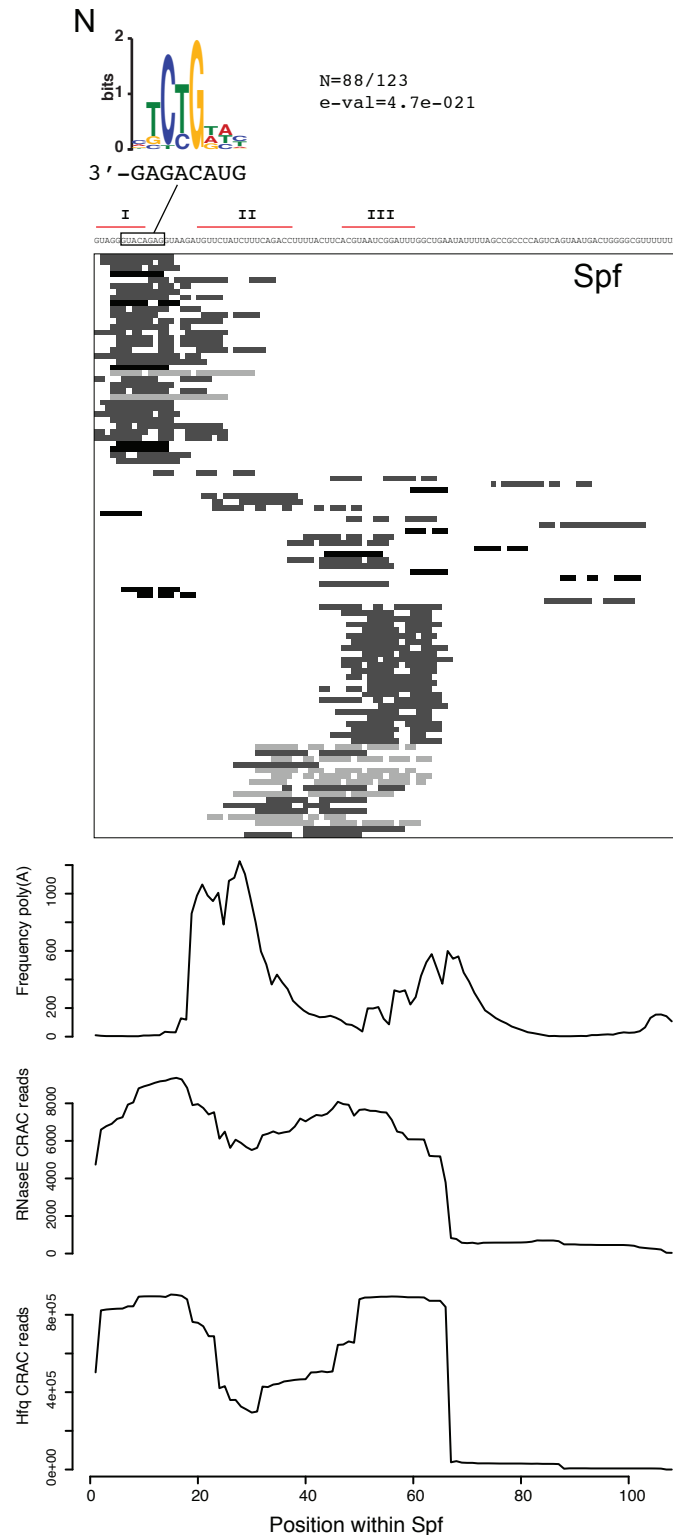 N
2
bits
1
0
TCTG
N=88/123
e-val=4.7e-021
3′-GAGACAUG
I II III
GUAGGGUACAGAGGUAAGAUGUUCUAUCUUUCAGACCUUUUACUUCACGUAAUCGGAUUUGGCUGAAUAUUUUAGCCGCCCCAGUCAGUAAUGACUGGGGCGUUUUUU
Spf
Frequency poly(A)
1000
600
200
0
RNaseE CRAC reads
8000
6000
4000
2000
0
Hfq CRAC reads
8e+05
4e+05
0e+00
0 20 40 60 80 100
Position within Spf